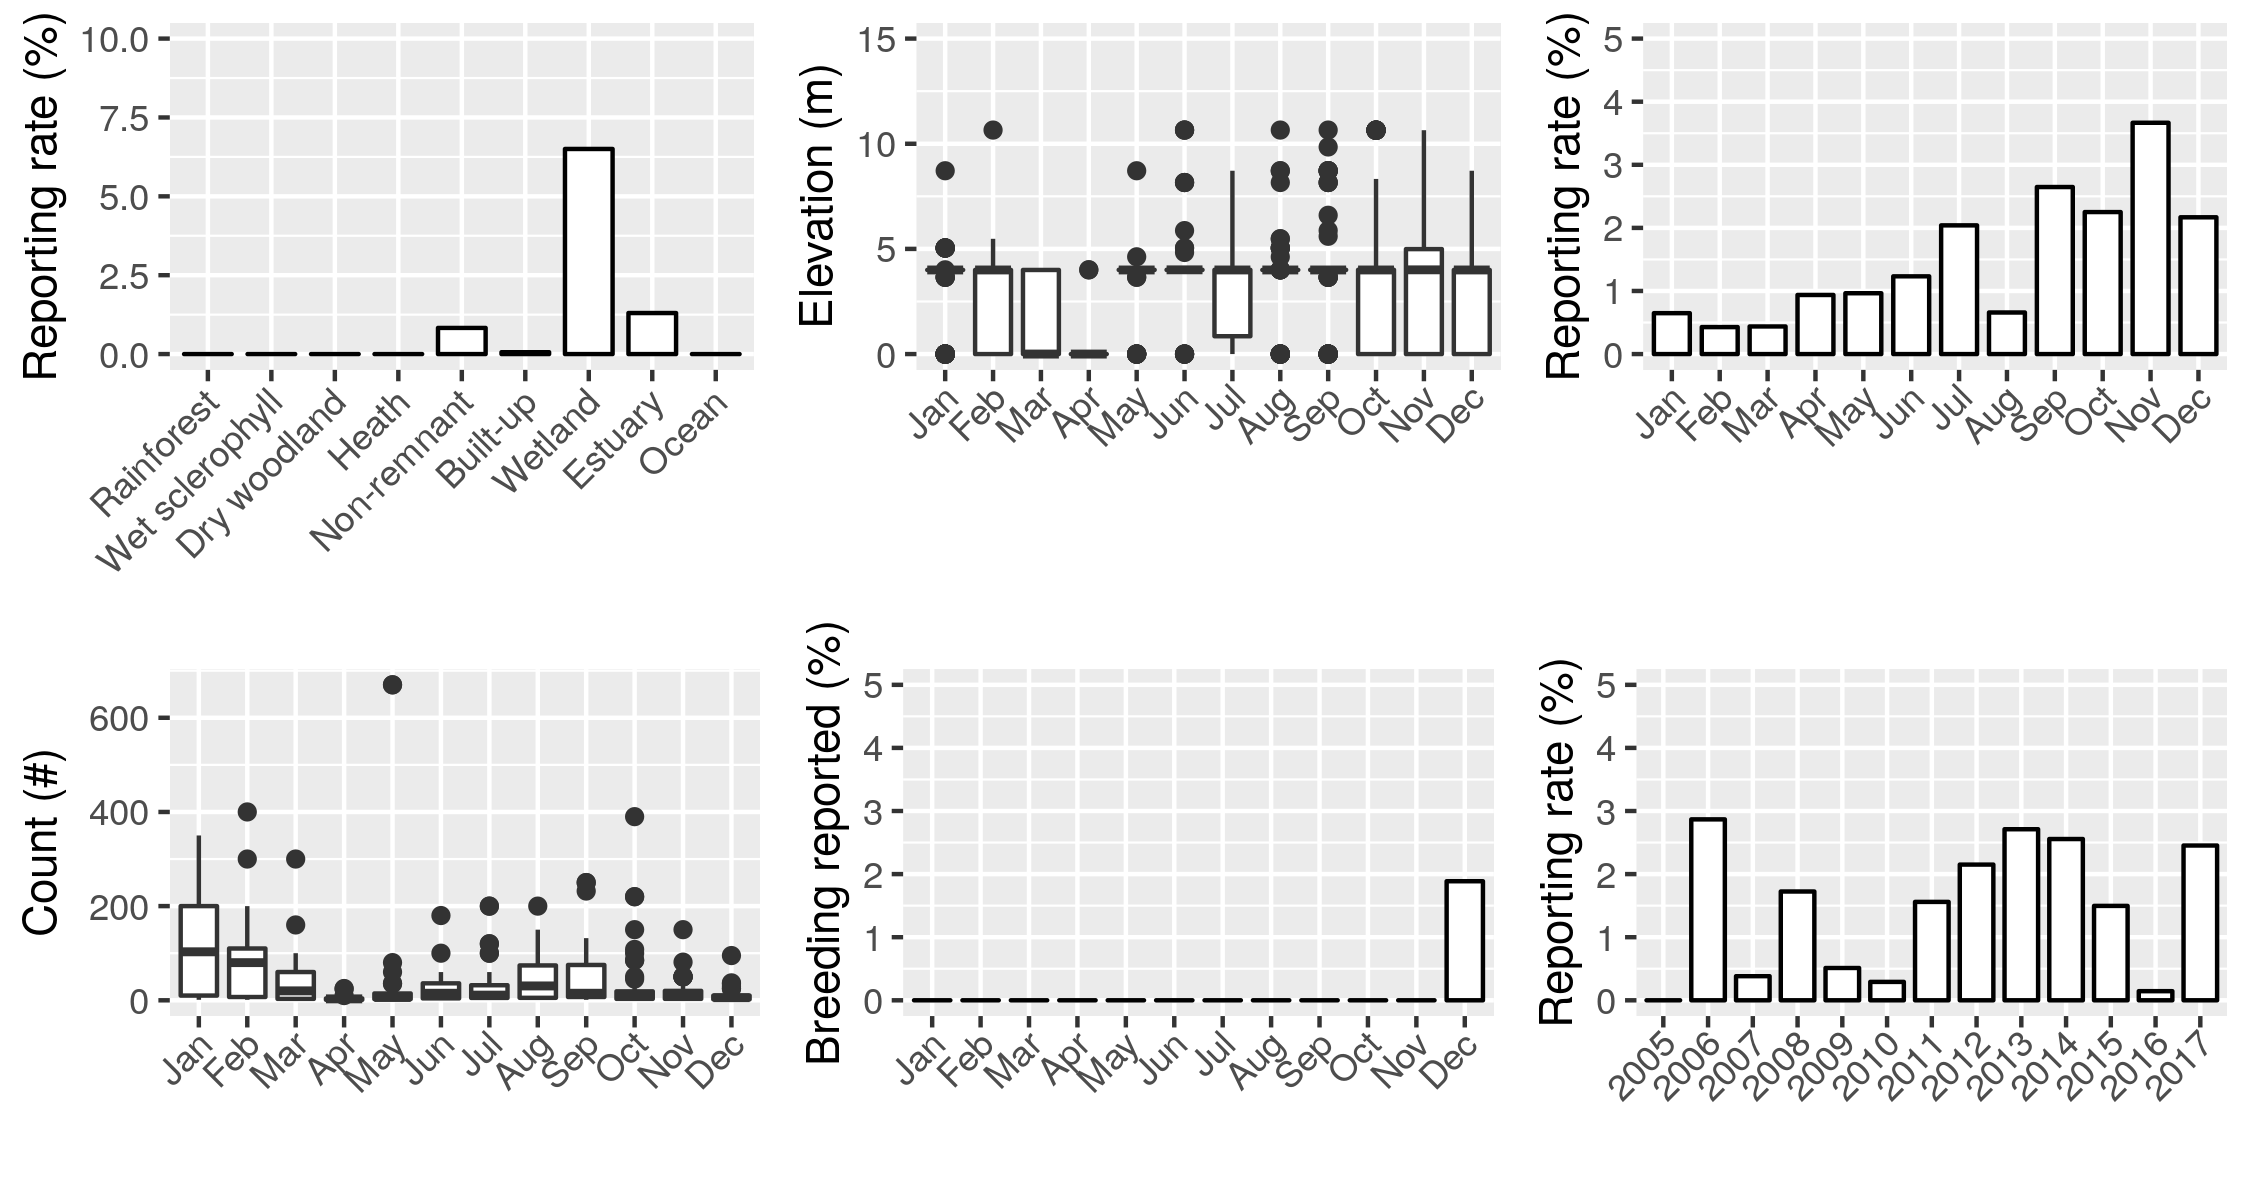 Reporting rate (%)
10.0
7.5
5.0
2.5
0.0
Rainforest
Wet sclerophyll
Dry woodland
Heath
Non-remnant
Built-up
Wetland
Estuary
Ocean
Elevation (m)
15
10
5
0
Jan
Feb
Mar
Apr
May
Jun
Jul
Aug
Sep
Oct
Nov
Dec
Reporting rate (%)
5
4
3
2
1
0
Jan
Feb
Mar
Apr
May
Jun
Jul
Aug
Sep
Oct
Nov
Dec
Count (#)
600
400
200
0
Jan
Feb
Mar
Apr
May
Jun
Jul
Aug
Sep
Oct
Nov
Dec
Breeding reported (%)
5
4
3
2
1
0
Jan
Feb
Mar
Apr
May
Jun
Jul
Aug
Sep
Oct
Nov
Dec
Reporting rate (%)
5
4
3
2
1
0
2005
2006
2007
2008
2009
2010
2011
2012
2013
2014
2015
2016
2017